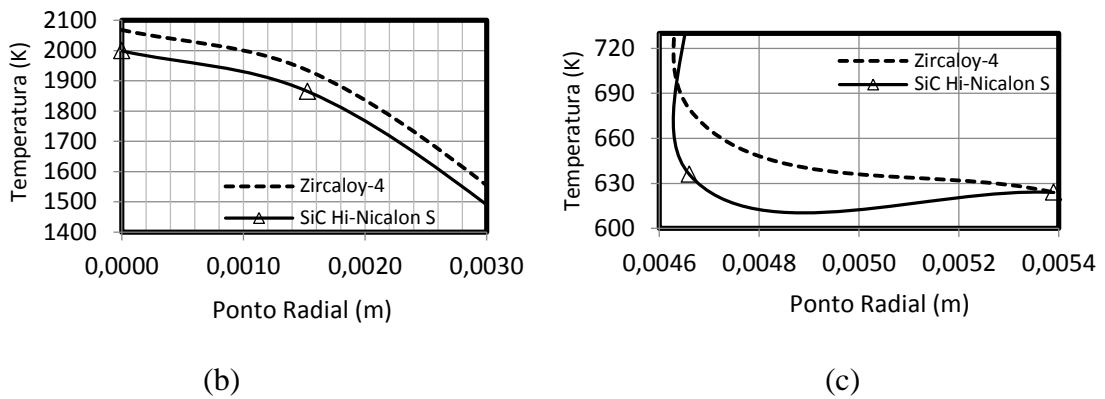 2100
2000
1900
1800
1700
1600
1500
1400
Temperatura (K)
Zircaloy-4
SiC Hi-Nicalon S
0,0000 0,0010 0,0020 0,0030
Ponto Radial (m)
(b)
720
690
660
630
600
Temperatura (K)
Zircaloy-4
SiC Hi-Nicalon S
0,0046 0,0048 0,0050 0,0052 0,0054
Ponto Radial (m)
(c)